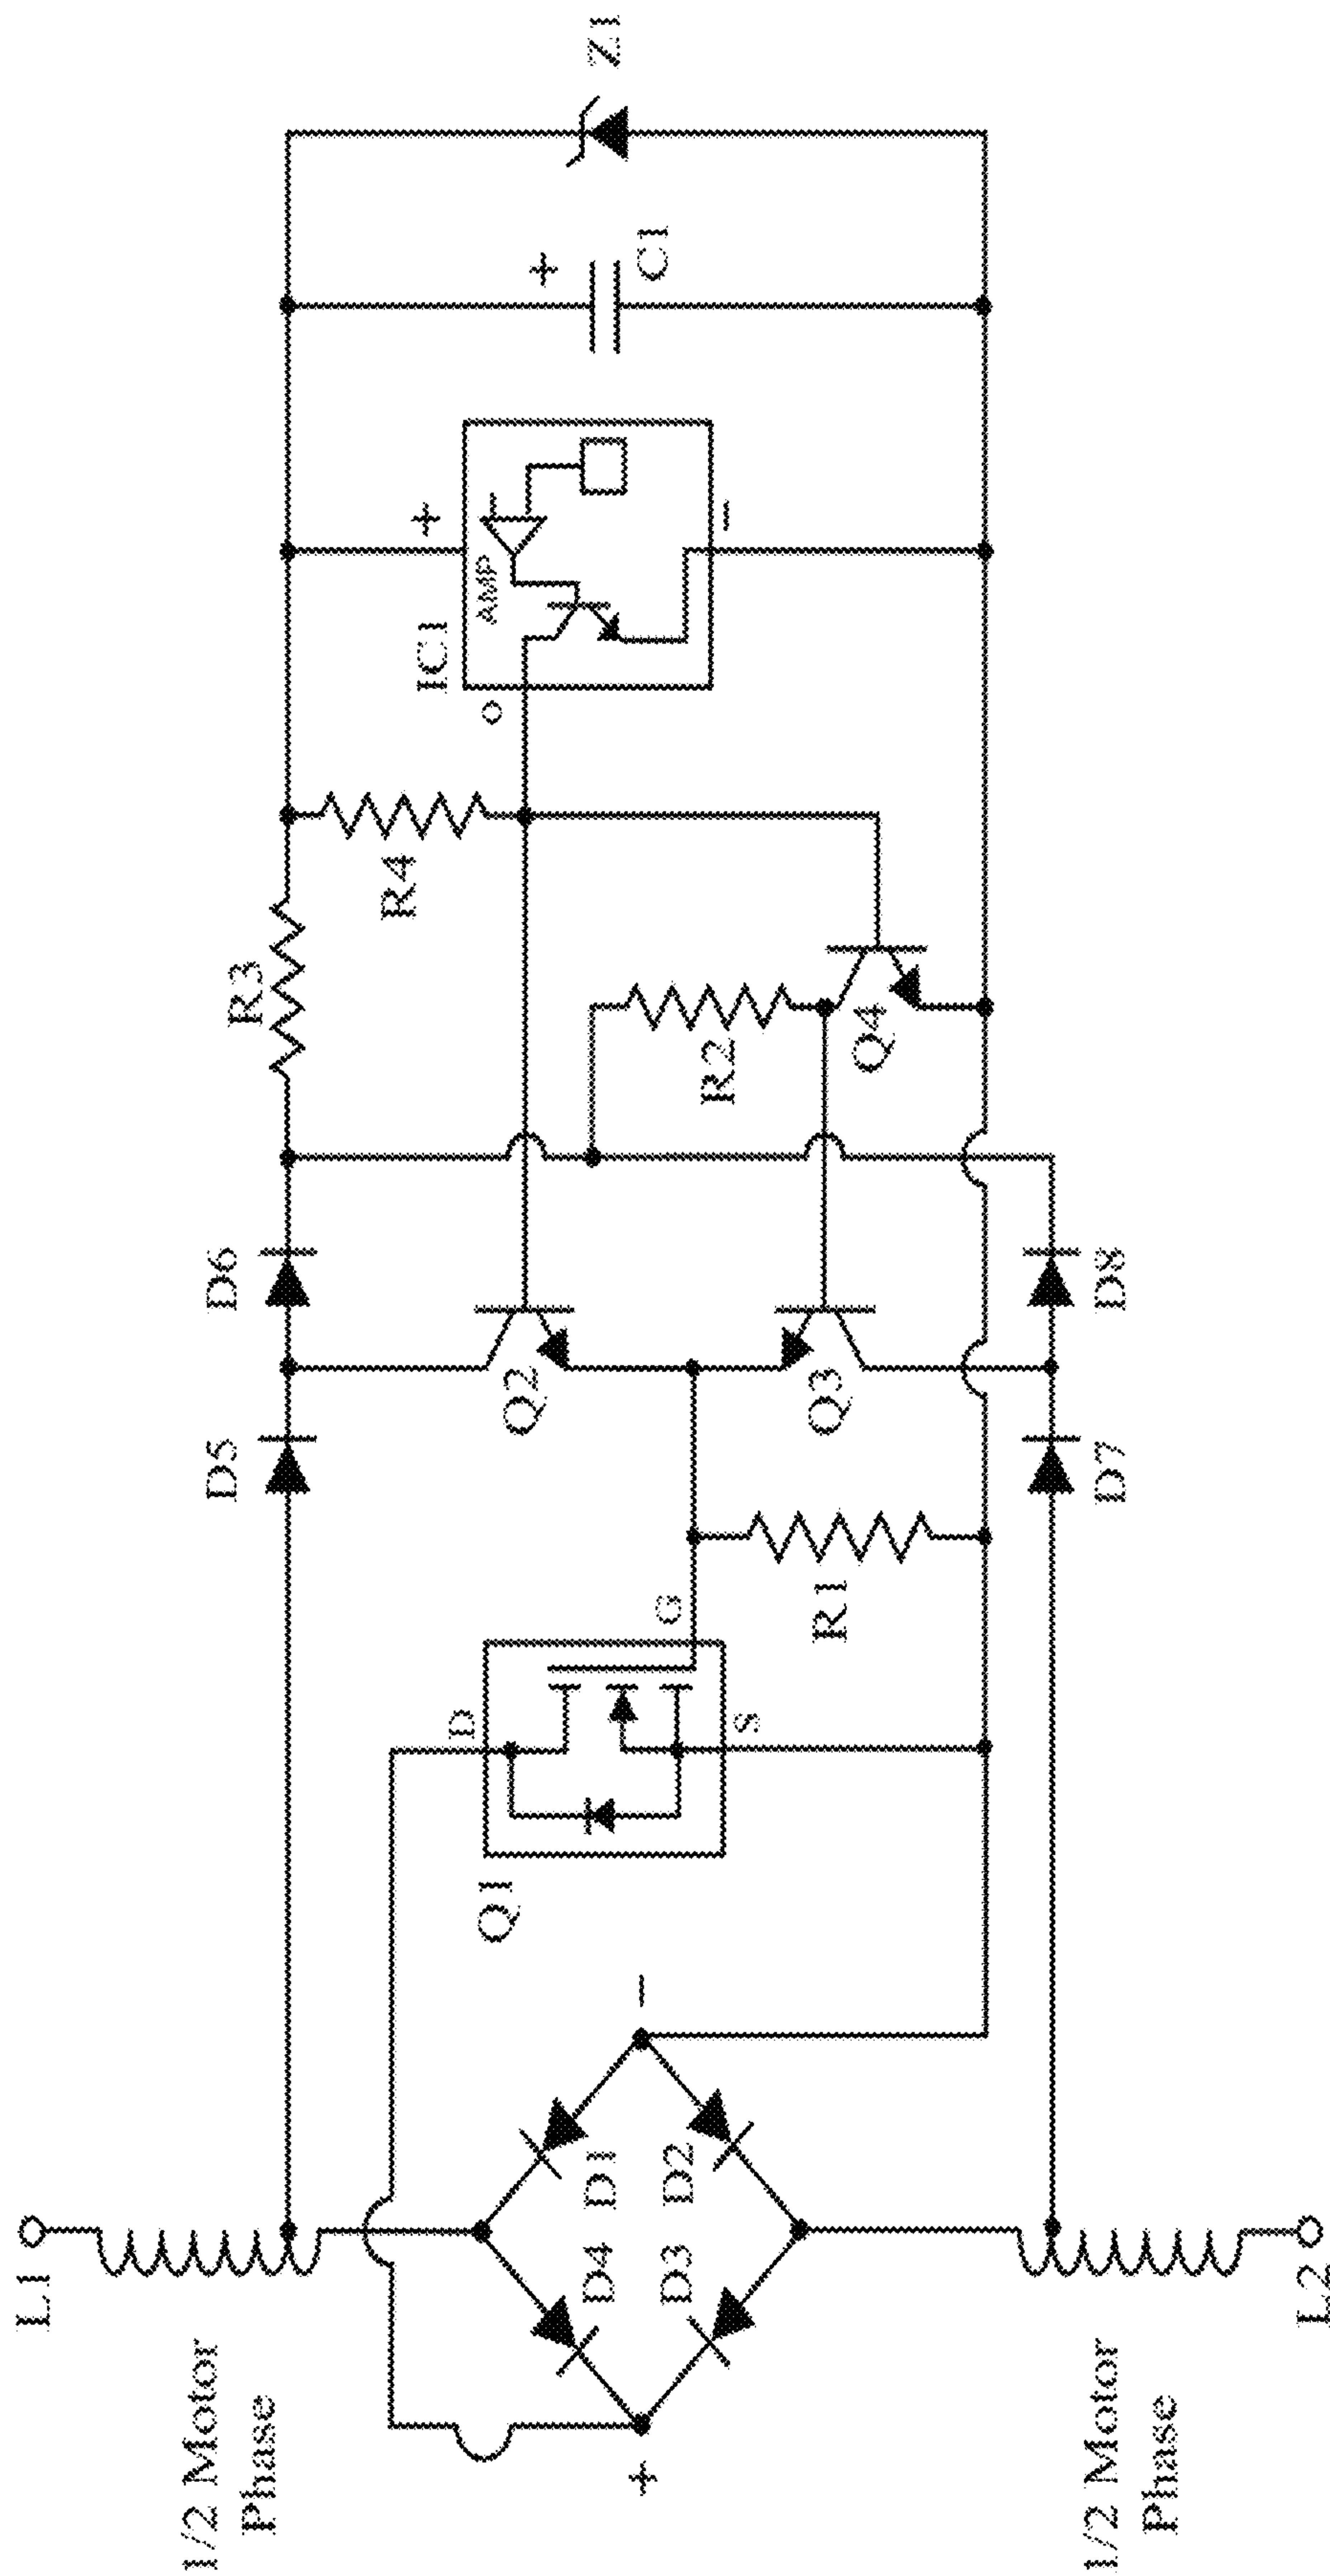 L1
1/2 Motor
Phase
D5
D6
R3
R4
IC1
+
AMP
O
−
+
C1
Z1
Q1
D
G
S
Q2
Q3
R1
R2
Q4
D4
D1
D3
D2
+
−
D7
D8
1/2 Motor
Phase
L2